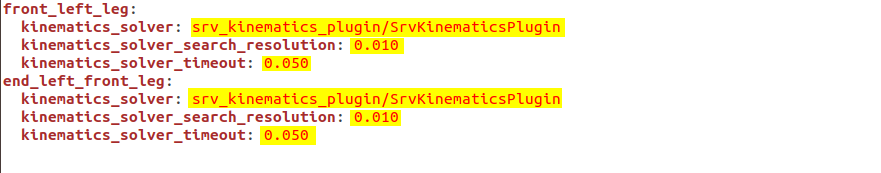 front_left_leg:
  kinematics_solver: srv_kinematics_plugin/SrvKinematicsPlugin
  kinematics_solver_search_resolution: 0.010
  kinematics_solver_timeout: 0.050
end_left_front_leg:
  kinematics_solver: srv_kinematics_plugin/SrvKinematicsPlugin
  kinematics_solver_search_resolution: 0.010
  kinematics_solver_timeout: 0.050